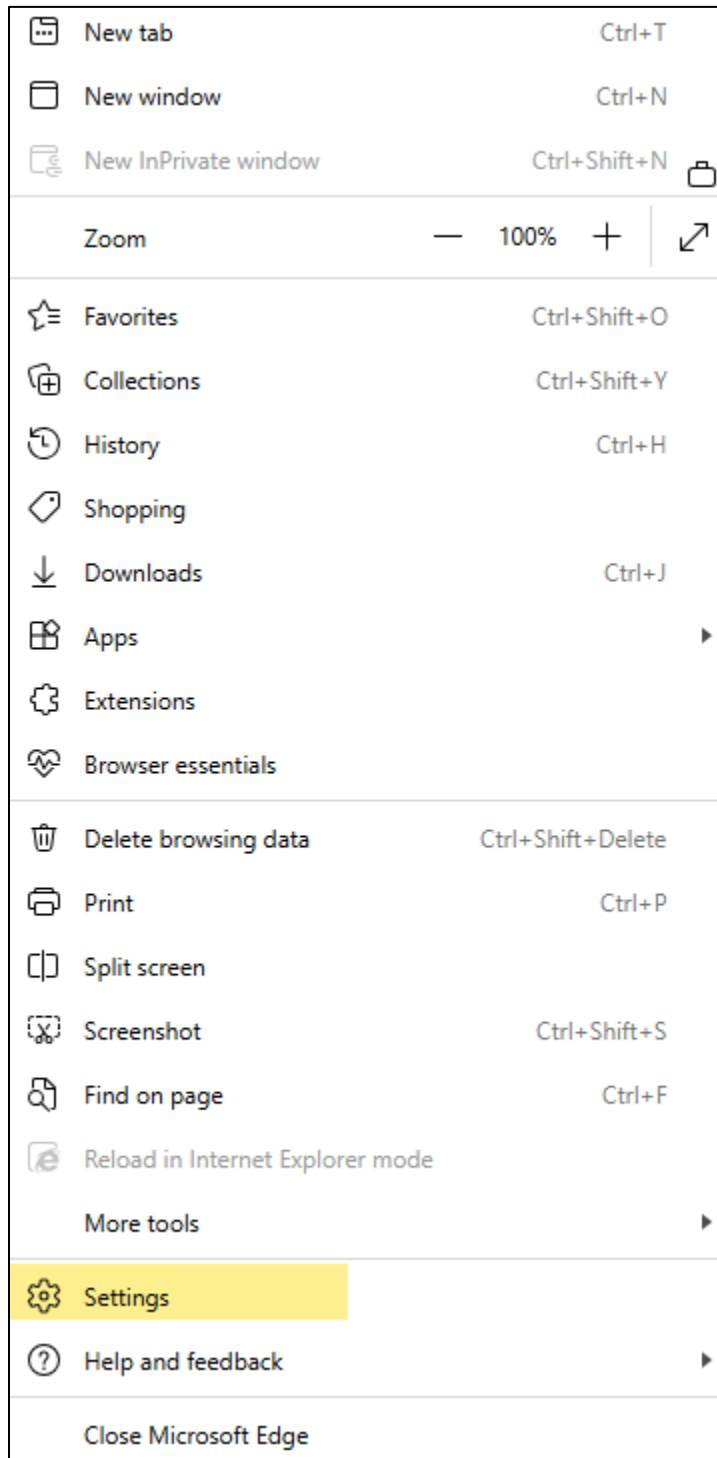 New tab Ctrl+T
New window Ctrl+N
New InPrivate window Ctrl+Shift+N
Zoom — 100% +
Favorites Ctrl+Shift+O
Collections Ctrl+Shift+Y
History Ctrl+H
Shopping
Downloads Ctrl+J
Apps
Extensions
Browser essentials
Delete browsing data Ctrl+Shift+Delete
Print Ctrl+P
Split screen
Screenshot Ctrl+Shift+S
Find on page Ctrl+F
Reload in Internet Explorer mode
More tools
Settings
Help and feedback
Close Microsoft Edge